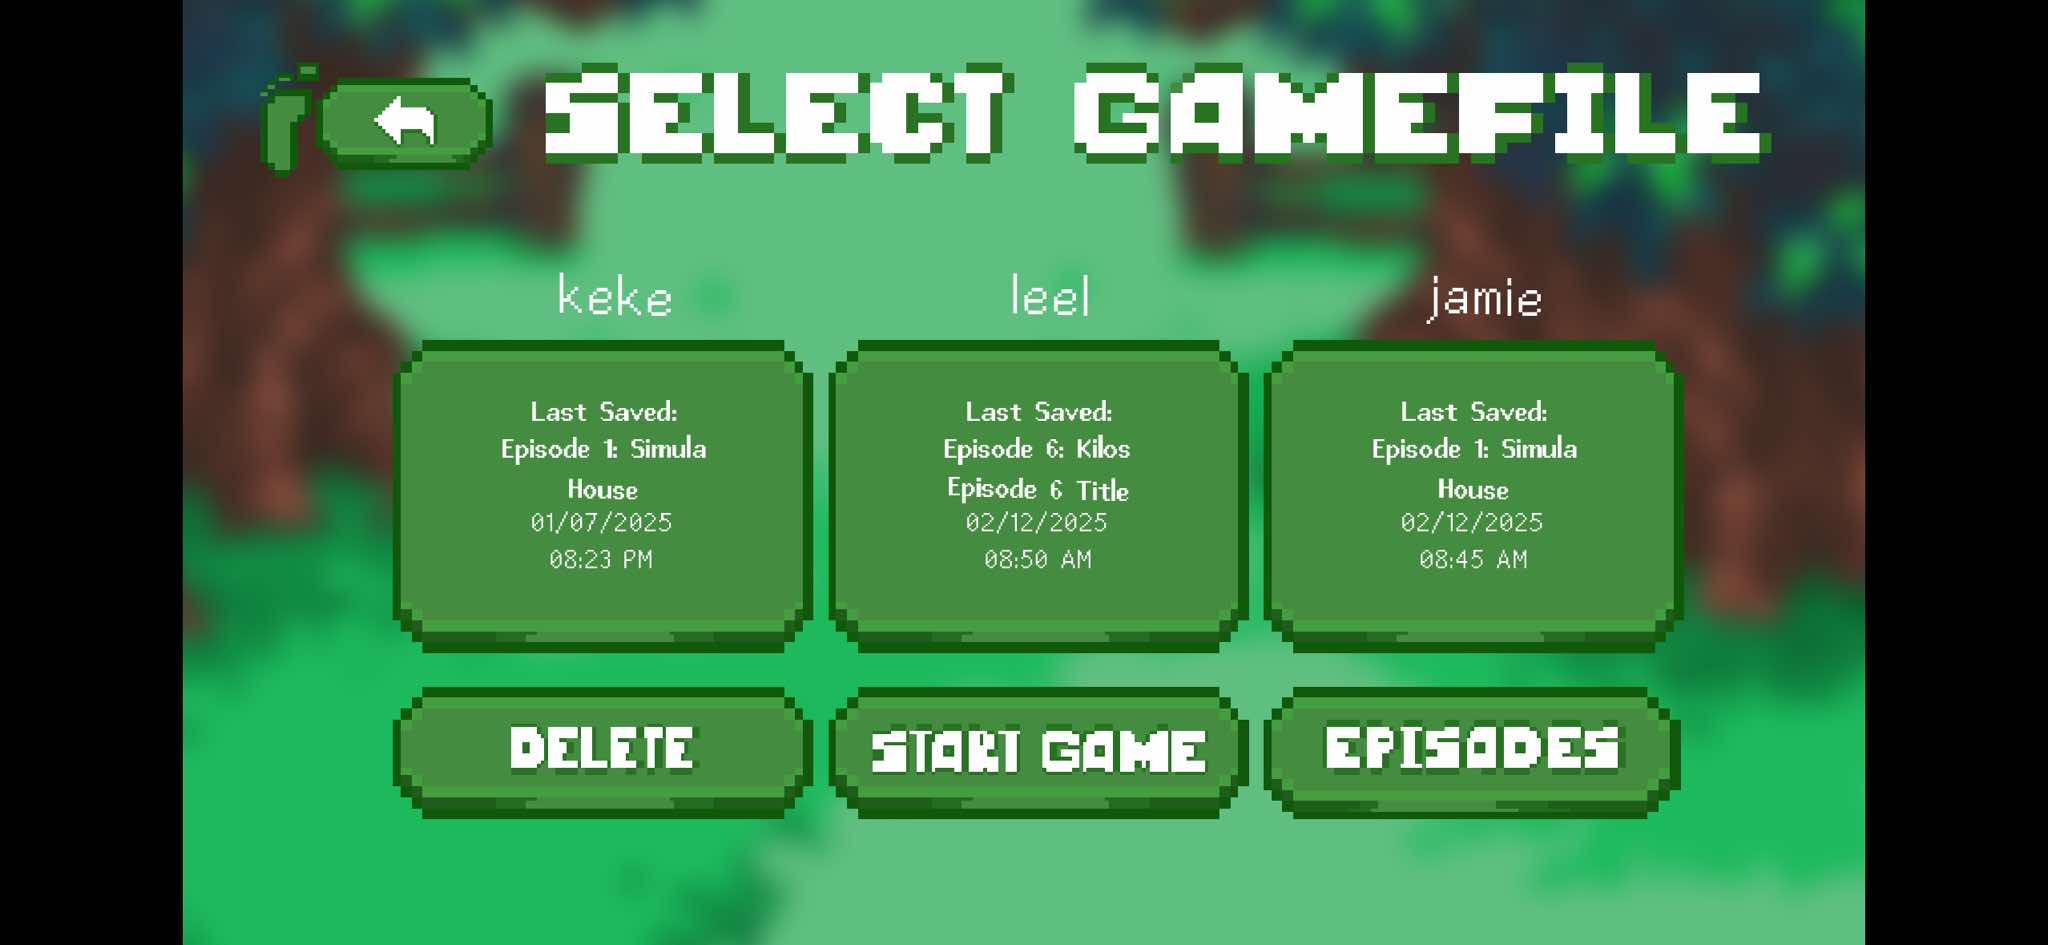 SELECT GAMEFILE
keke
Last Saved:
Episode 1: Simula
House
01/07/2025
08:23 PM
leel
Last Saved:
Episode 6: Kilos
Episode 6 Title
02/12/2025
08:50 AM
jamie
Last Saved:
Episode 1: Simula
House
02/12/2025
08:45 AM
DELETE
START GAME
EPISODES